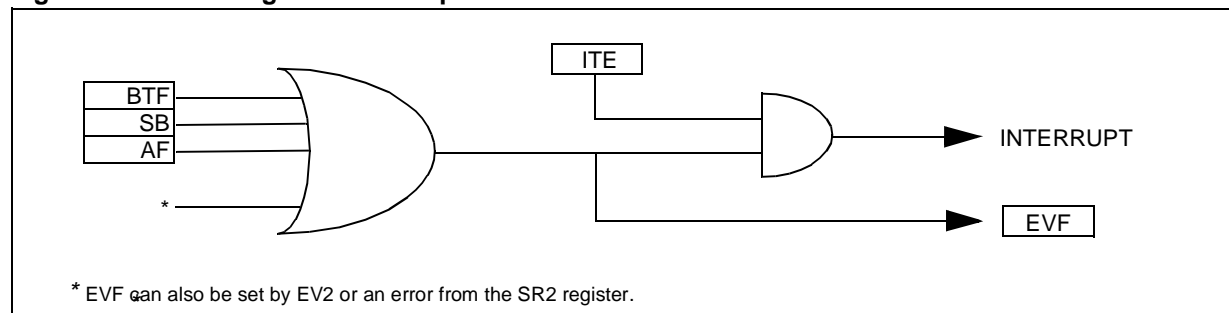 ITE
BTF
SB
AF
INTERRUPT
*
EVF
* EVF can also be set by EV2 or an error from the SR2 register.
*